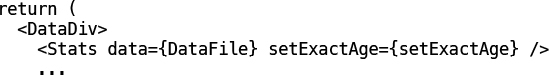 return (
<DataDiv>
<Stats data={DataFile} setExactAge={setExactAge} />
...